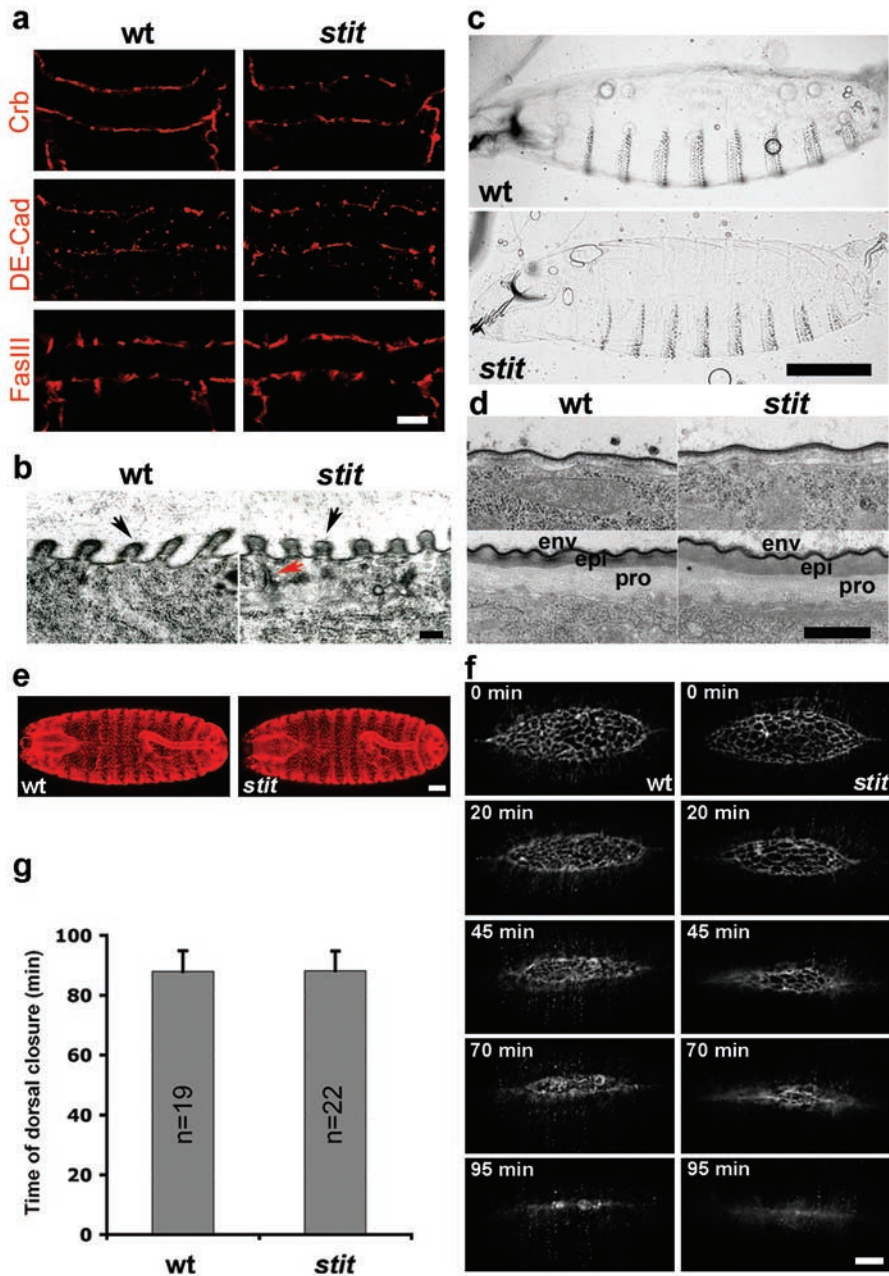 a
wt stit
Crb
DE-Cad
FasIII
b
wt stit
c
wt
stit
d
wt stit
env
epi
pro
env
epi
pro
e
wt
stit
f
0 min
wt
0 min
stit
20 min
20 min
45 min
45 min
70 min
70 min
95 min
95 min
g
Time of dorsal closure (min)
100
80
60
40
20
0
n=19
n=22
wt
stit